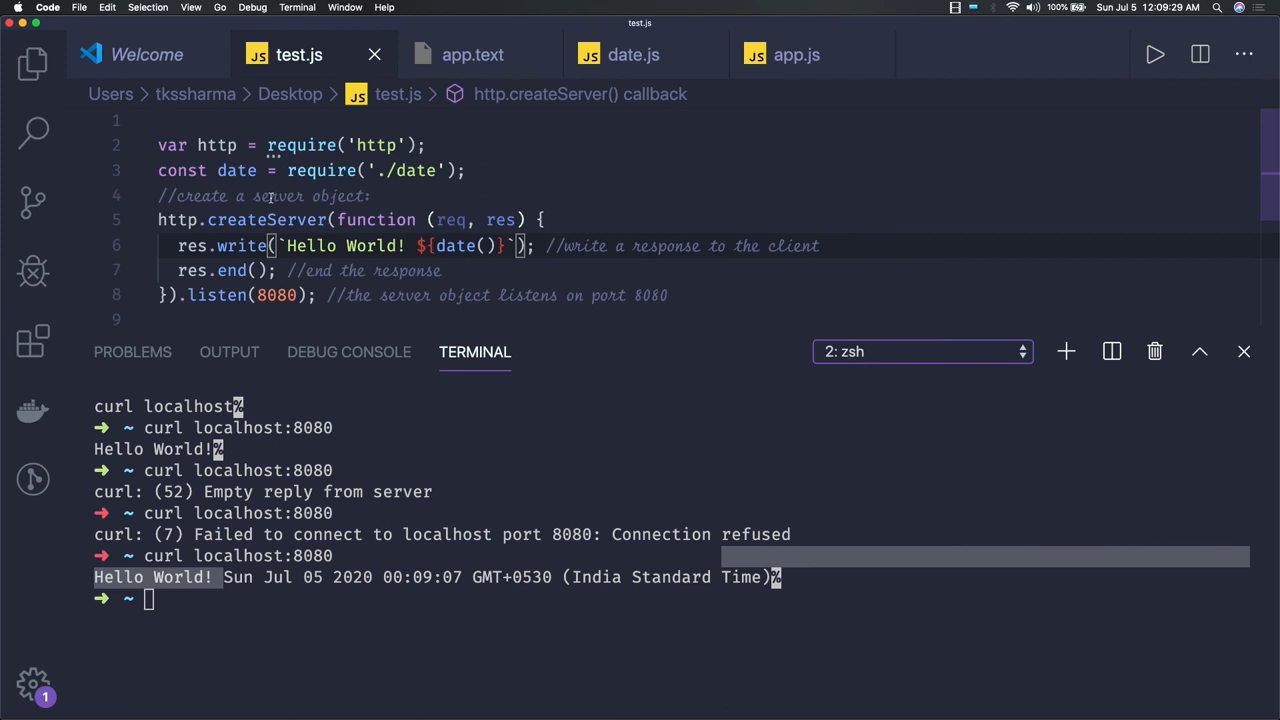 Code File Edit Selection View Go Debug Terminal Window Help 100% Sun Jul 5 12:09:29 AM
test.js
Welcome JS test.js app.text JS date.js JS app.js
Users > tkssharma > Desktop > JS test.js > http.createServer() callback
1
2 var http = require('http');
3 const date = require('./date');
4 //create a server object:
5 http.createServer(function (req, res) {
6 res.write(`Hello World! ${date()}`); //write a response to the client
7 res.end(); //end the response
8 }).listen(8080); //the server object listens on port 8080
9
PROBLEMS OUTPUT DEBUG CONSOLE TERMINAL 2: zsh
curl localhost%
➜ ~ curl localhost:8080
Hello World!%
➜ ~ curl localhost:8080
curl: (52) Empty reply from server
➜ ~ curl localhost:8080
curl: (7) Failed to connect to localhost port 8080: Connection refused
➜ ~ curl localhost:8080
Hello World! Sun Jul 05 2020 00:09:07 GMT+0530 (India Standard Time)%
➜ ~
1